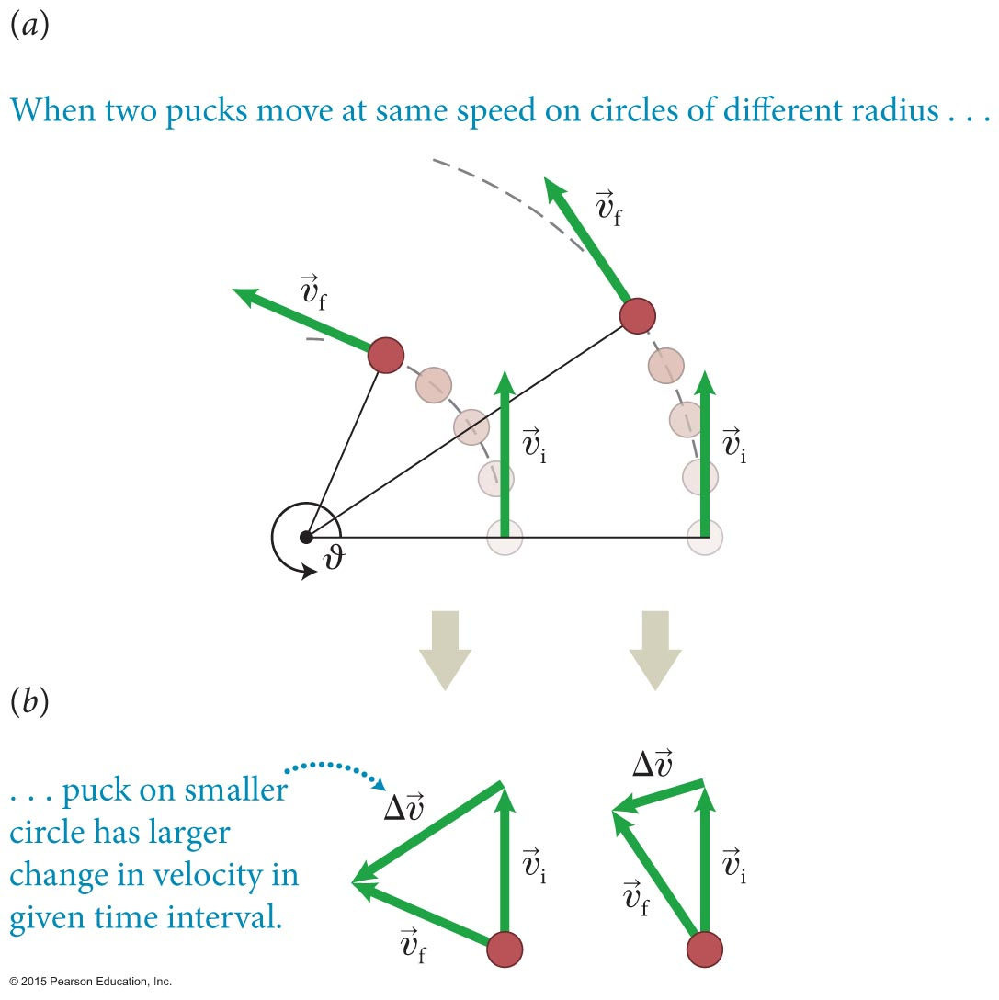 (a)
When two pucks move at same speed on circles of different radius . . .
v⃗f
v⃗f
v⃗i
v⃗i
ϑ
(b)
Δv⃗
Δv⃗
. . . puck on smaller
circle has larger
change in velocity in
given time interval.
v⃗i
v⃗i
v⃗f
v⃗f
© 2015 Pearson Education, Inc.